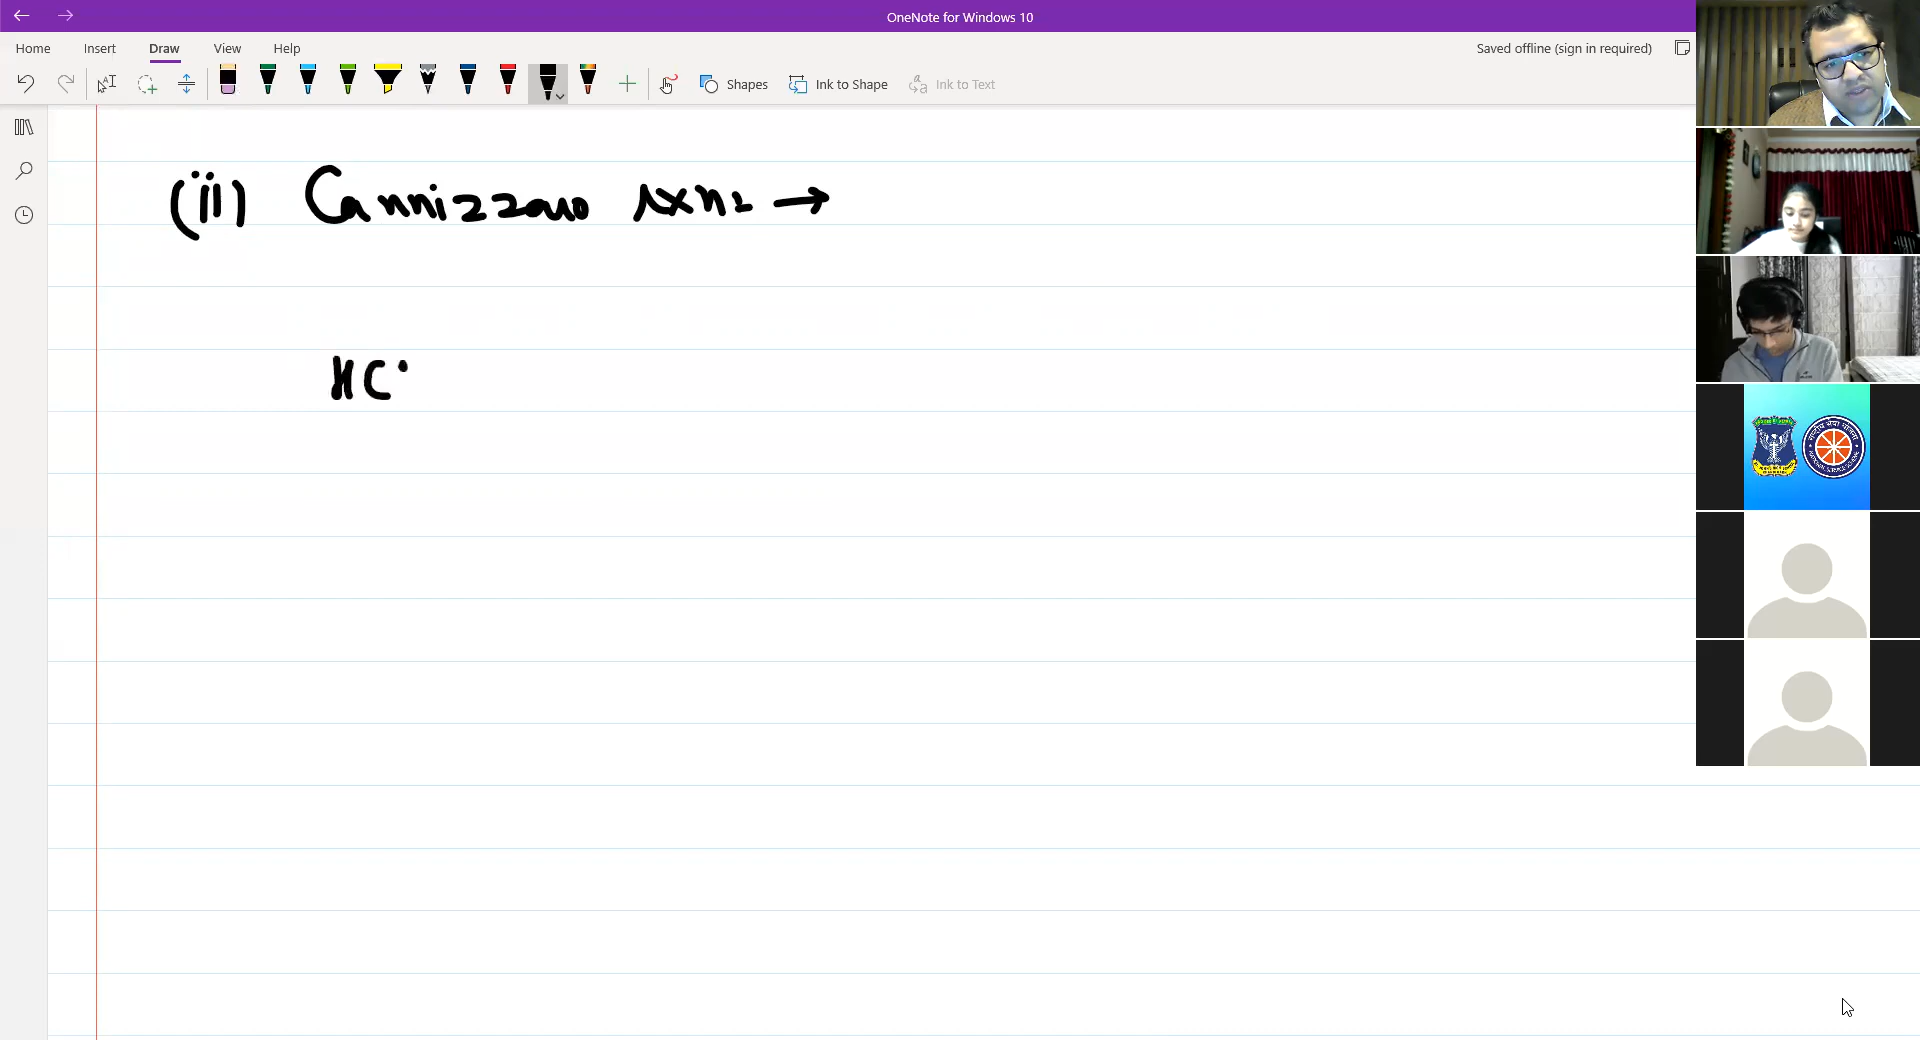 OneNote for Windows 10
Home Insert Draw View Help
Saved offline (sign in required)
Shapes Ink to Shape Ink to Text
(ii) Cannizzaro rxn₂ →
HC